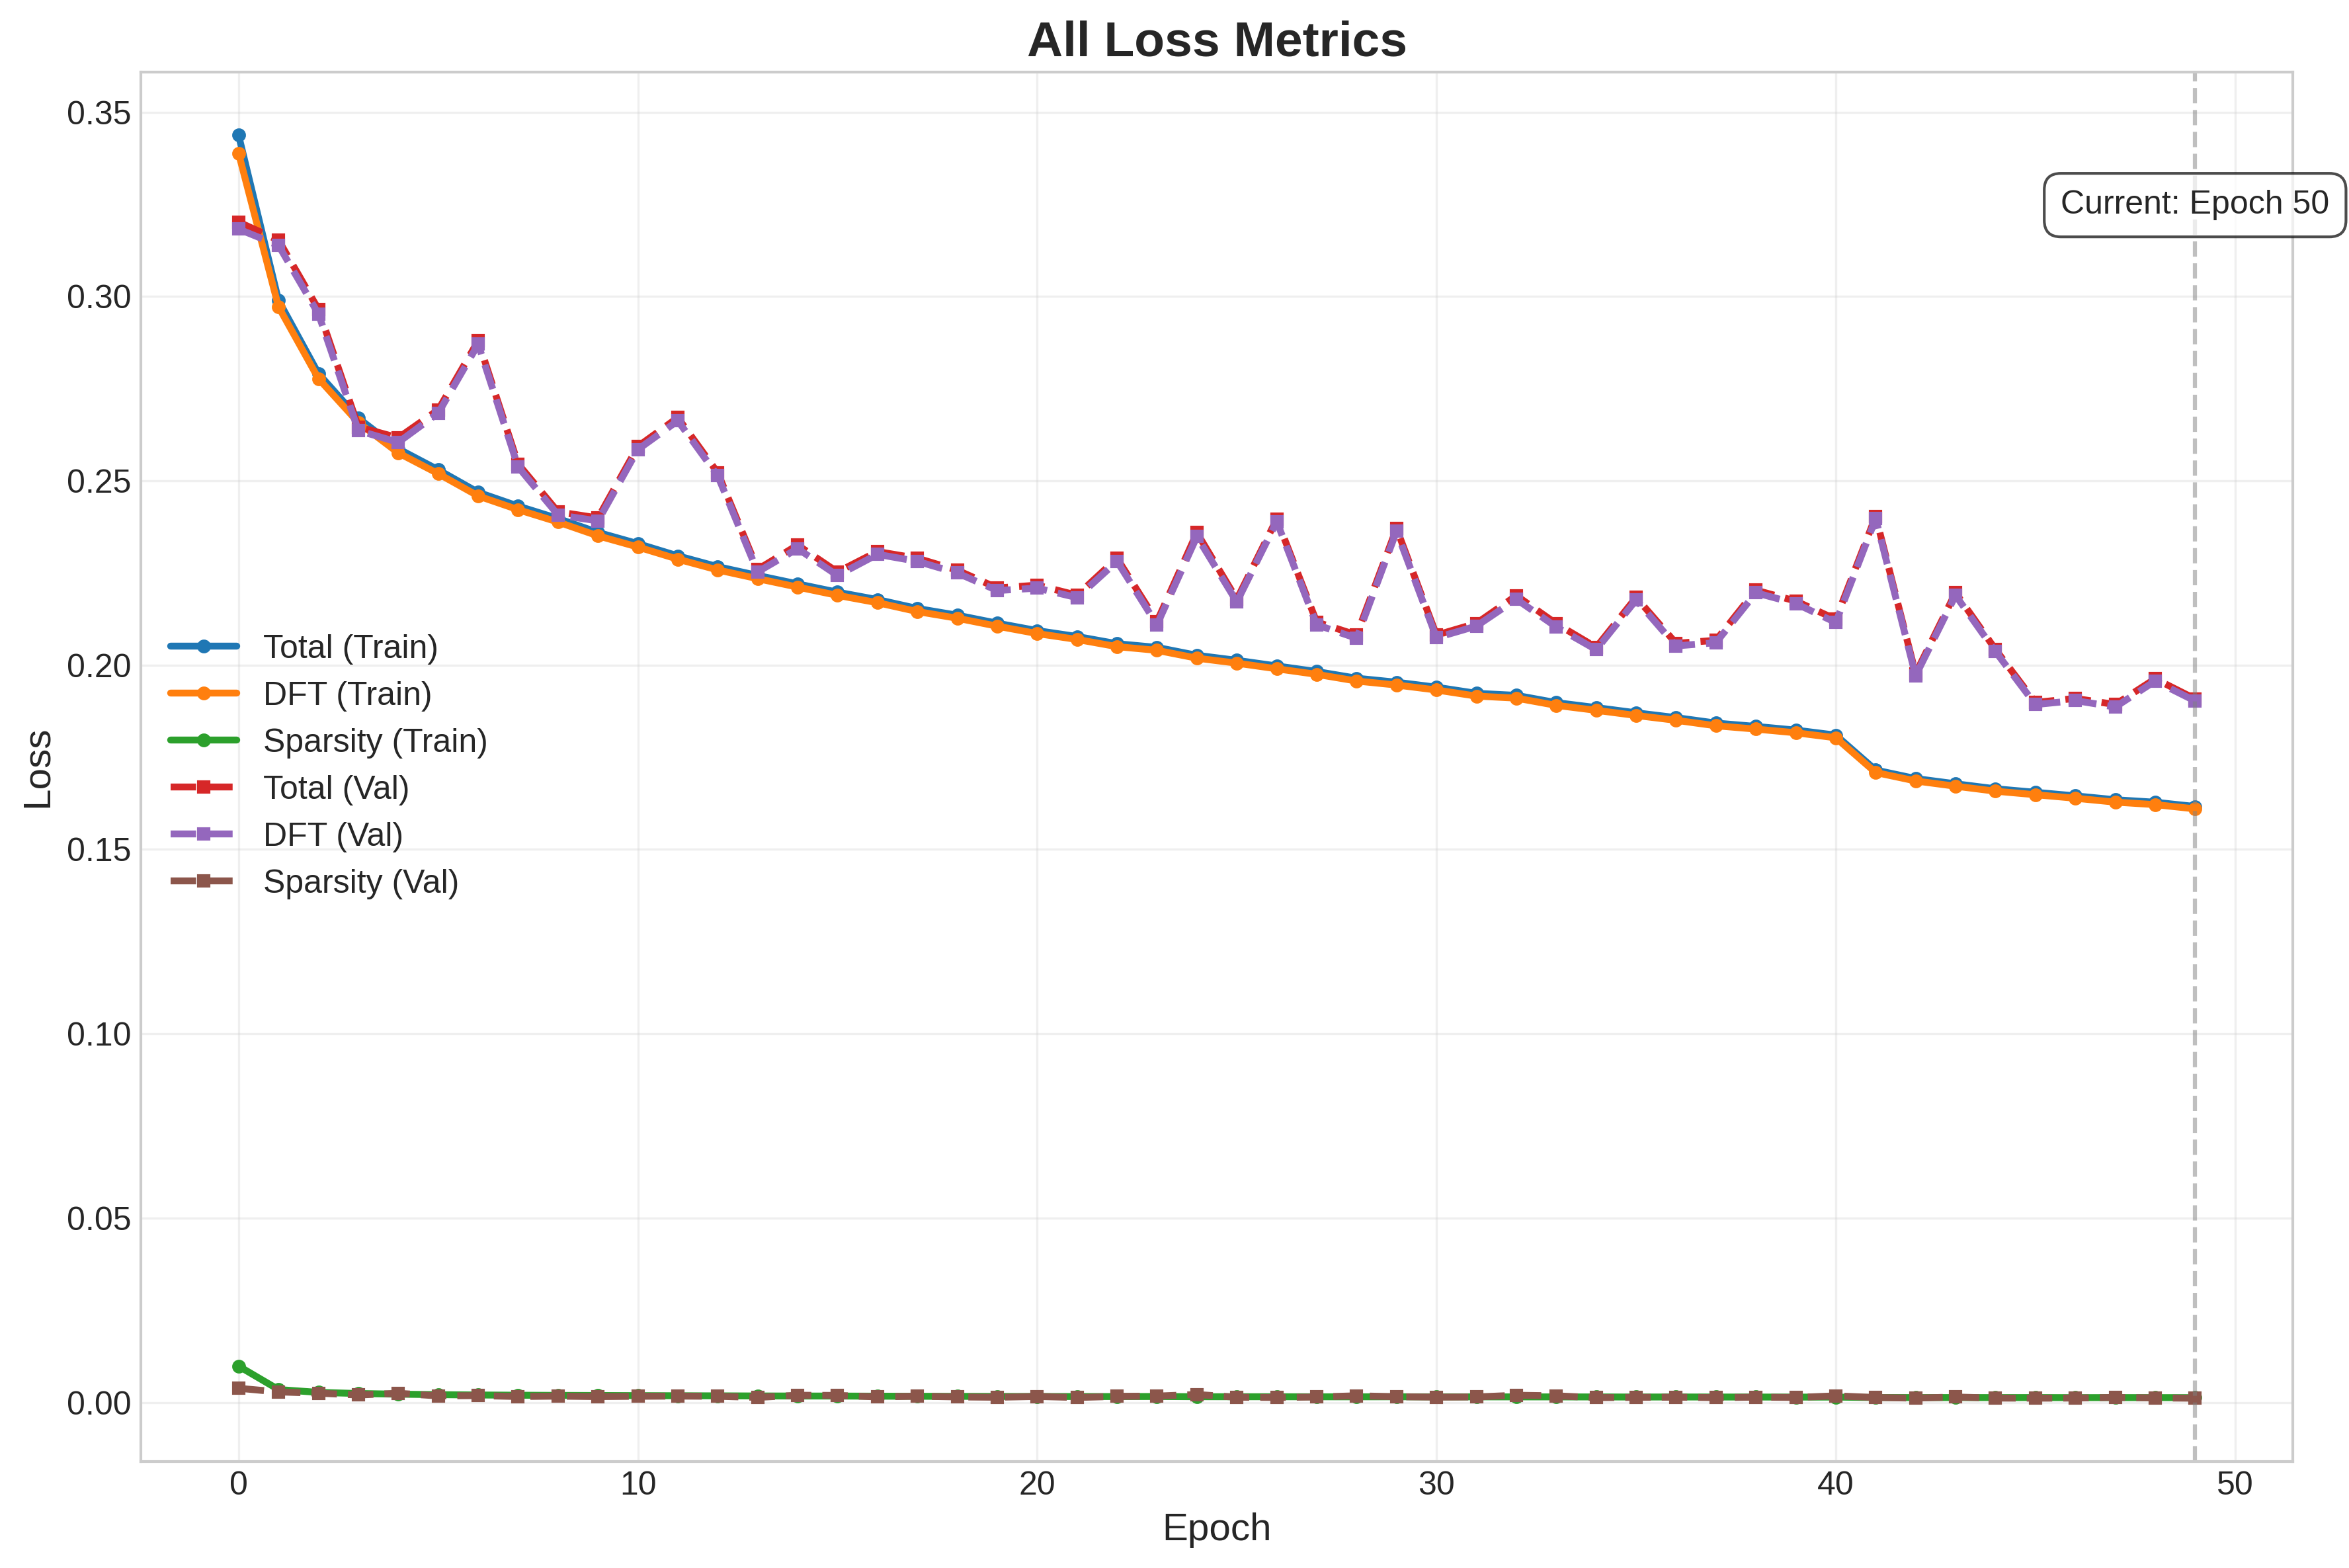 All Loss Metrics
0.35
0.30
0.25
0.20
0.15
0.10
0.05
0.00
Loss
Current: Epoch 50
Total (Train)
DFT (Train)
Sparsity (Train)
Total (Val)
DFT (Val)
Sparsity (Val)
0 10 20 30 40 50
Epoch